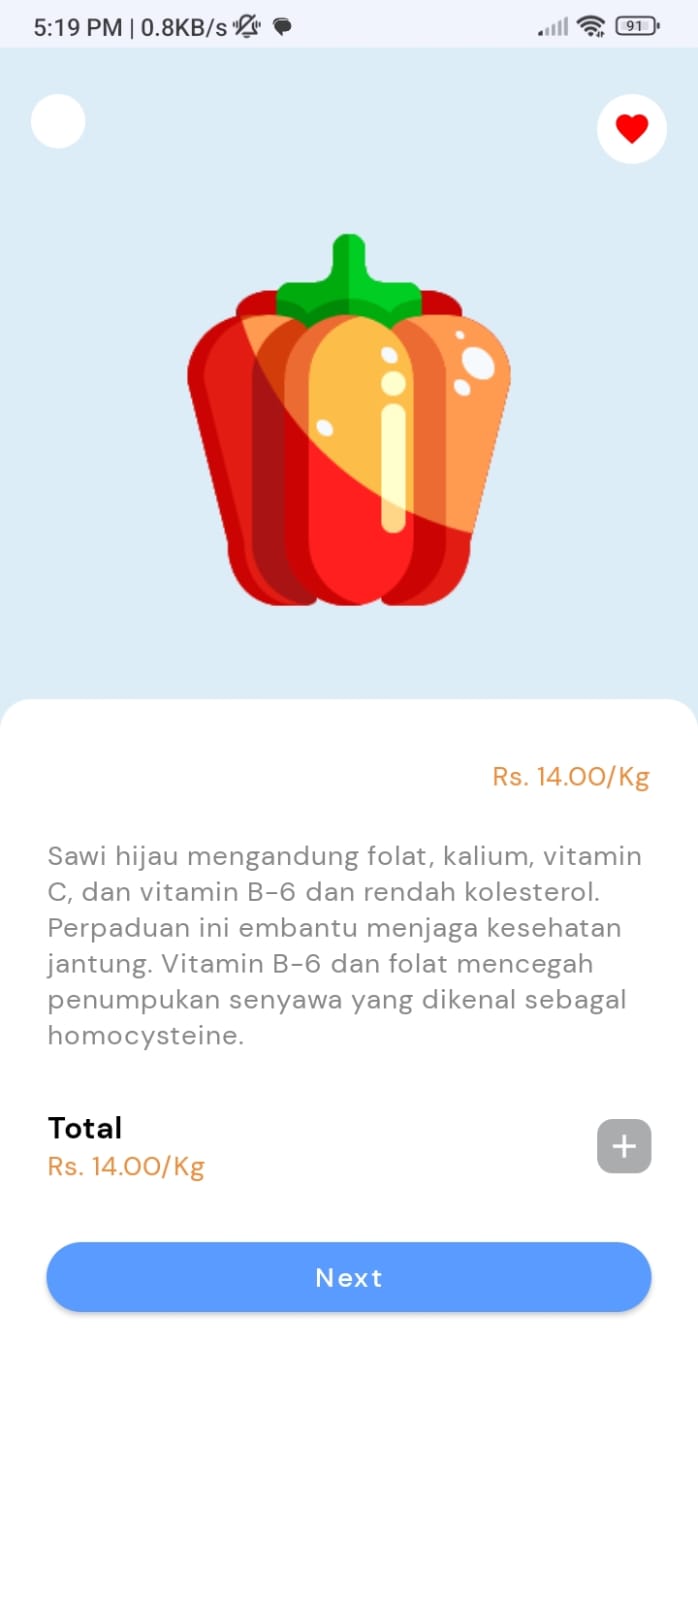 5:19 PM | 0.8KB/s
91
Rs. 14.00/Kg
Sawi hijau mengandung folat, kalium, vitamin
C, dan vitamin B-6 dan rendah kolesterol.
Perpaduan ini embantu menjaga kesehatan
jantung. Vitamin B-6 dan folat mencegah
penumpukan senyawa yang dikenal sebagal
homocysteine.
Total
Rs. 14.00/Kg
Next